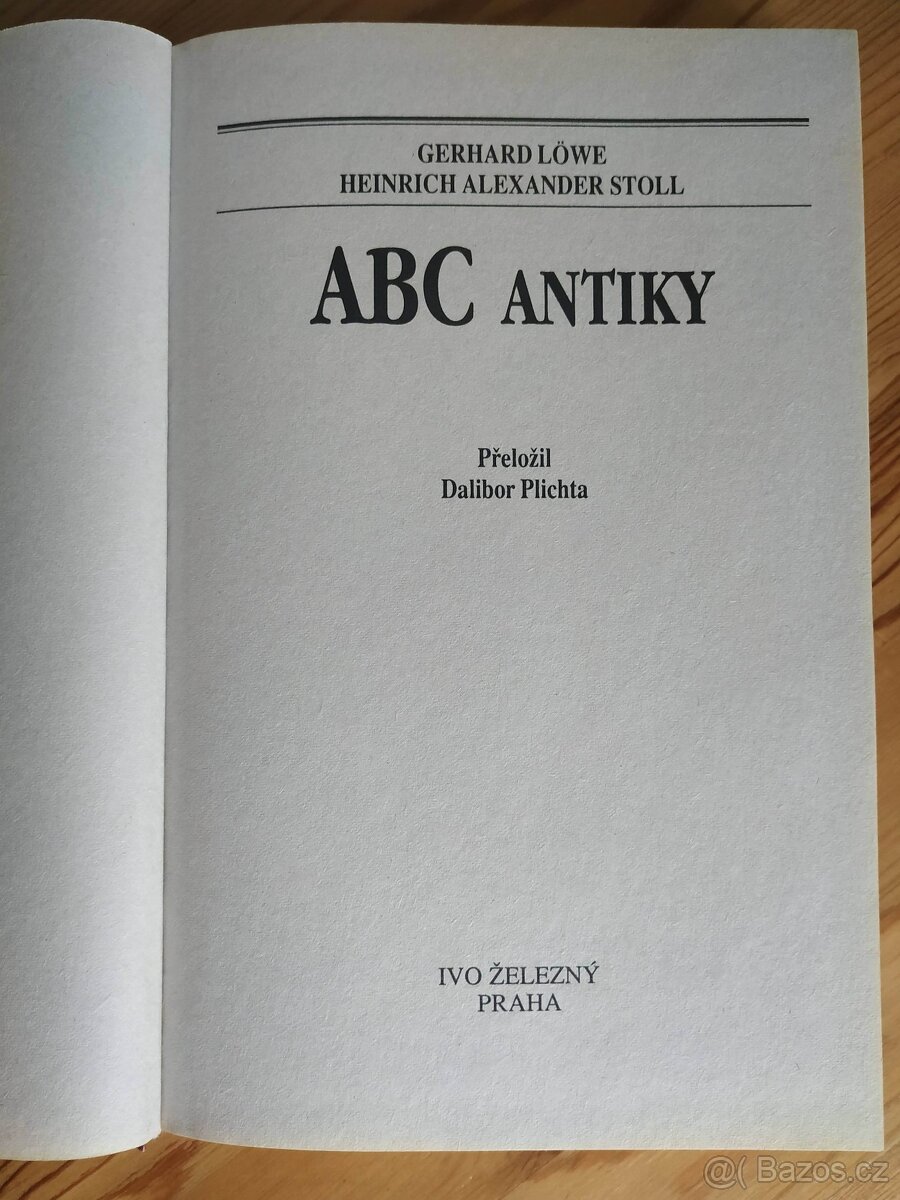 GERHARD LÖWE
HEINRICH ALEXANDER STOLL
ABC ANTIKY
Přeložil
Dalibor Plichta
IVO ŽELEZNÝ
PRAHA
@( Bazos.cz